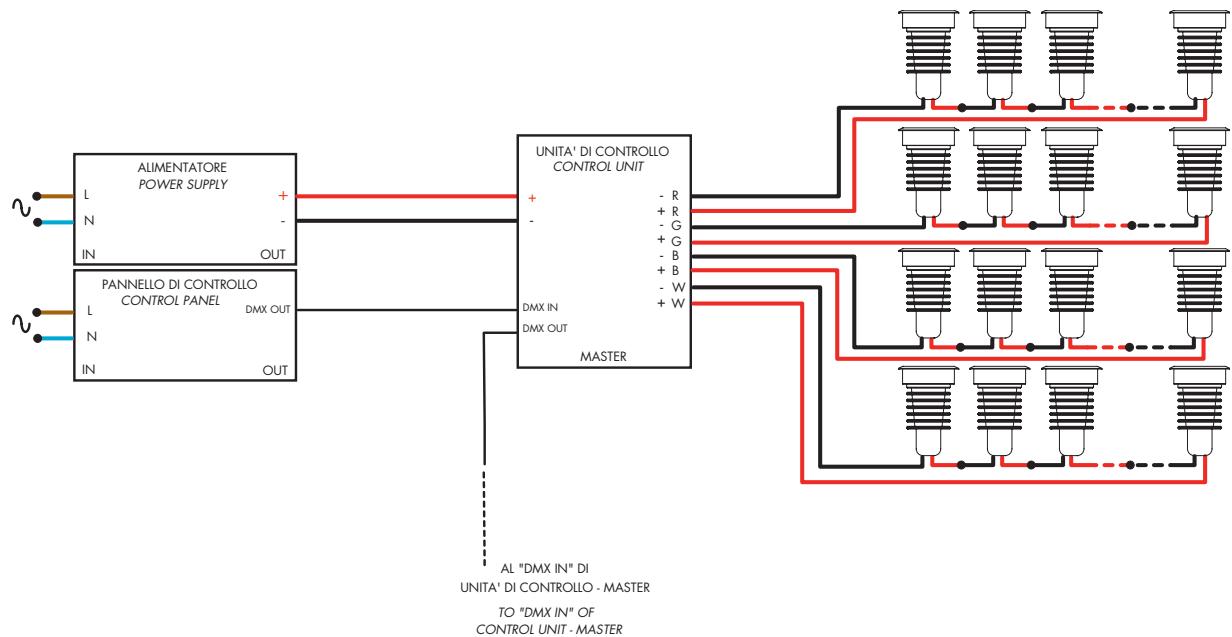 ALIMENTATORE
POWER SUPPLY
L
+
N
-
IN
OUT
PANNELLO DI CONTROLLO
CONTROL PANEL
L
DMX OUT
N
IN
OUT
UNITA' DI CONTROLLO
CONTROL UNIT
+
-
- R
+ R
- G
+ G
- B
+ B
- W
+ W
DMX IN
DMX OUT
MASTER
AL "DMX IN" DI
UNITA' DI CONTROLLO - MASTER
TO "DMX IN" OF
CONTROL UNIT - MASTER